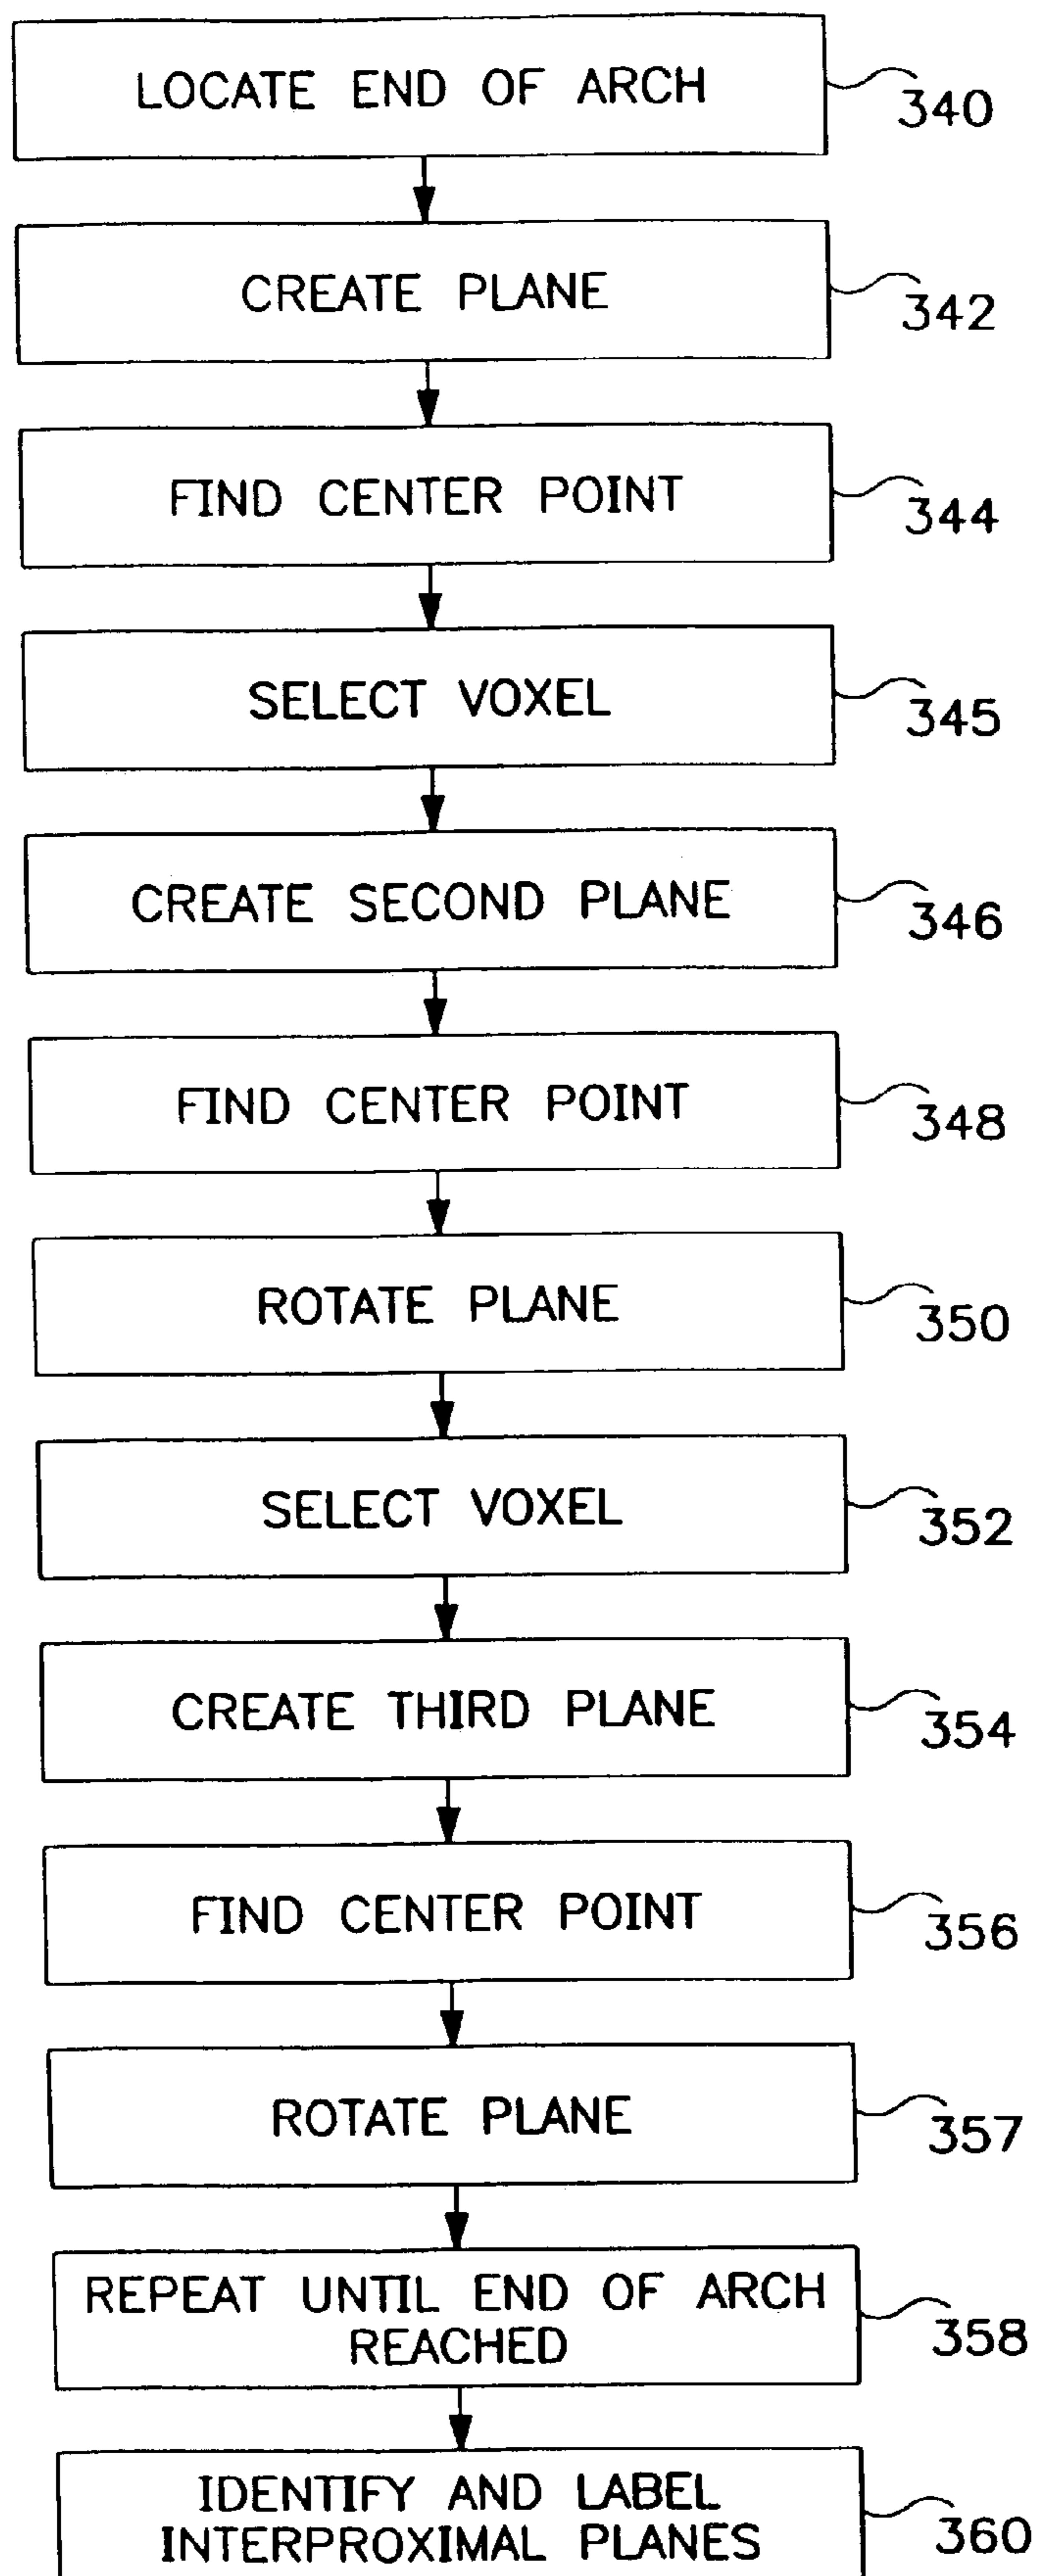 LOCATE END OF ARCH
340
CREATE PLANE
342
FIND CENTER POINT
344
SELECT VOXEL
345
CREATE SECOND PLANE
346
FIND CENTER POINT
348
ROTATE PLANE
350
SELECT VOXEL
352
CREATE THIRD PLANE
354
FIND CENTER POINT
356
ROTATE PLANE
357
REPEAT UNTIL END OF ARCH
REACHED
358
IDENTIFY AND LABEL
INTERPROXIMAL PLANES
360